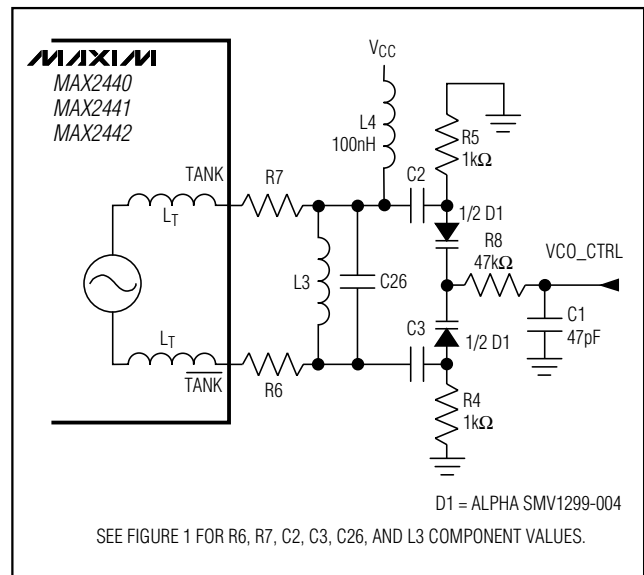 MAXIM
MAX2440
MAX2441
MAX2442
VCC
L4
100nH
R5
1kΩ
TANK
R7
C2
1/2 D1
LT
R8
47kΩ
VCO_CTRL
L3
C26
C1
47pF
LT
C3
1/2 D1
TANK
R6
R4
1kΩ
D1 = ALPHA SMV1299-004
SEE FIGURE 1 FOR R6, R7, C2, C3, C26, AND L3 COMPONENT VALUES.